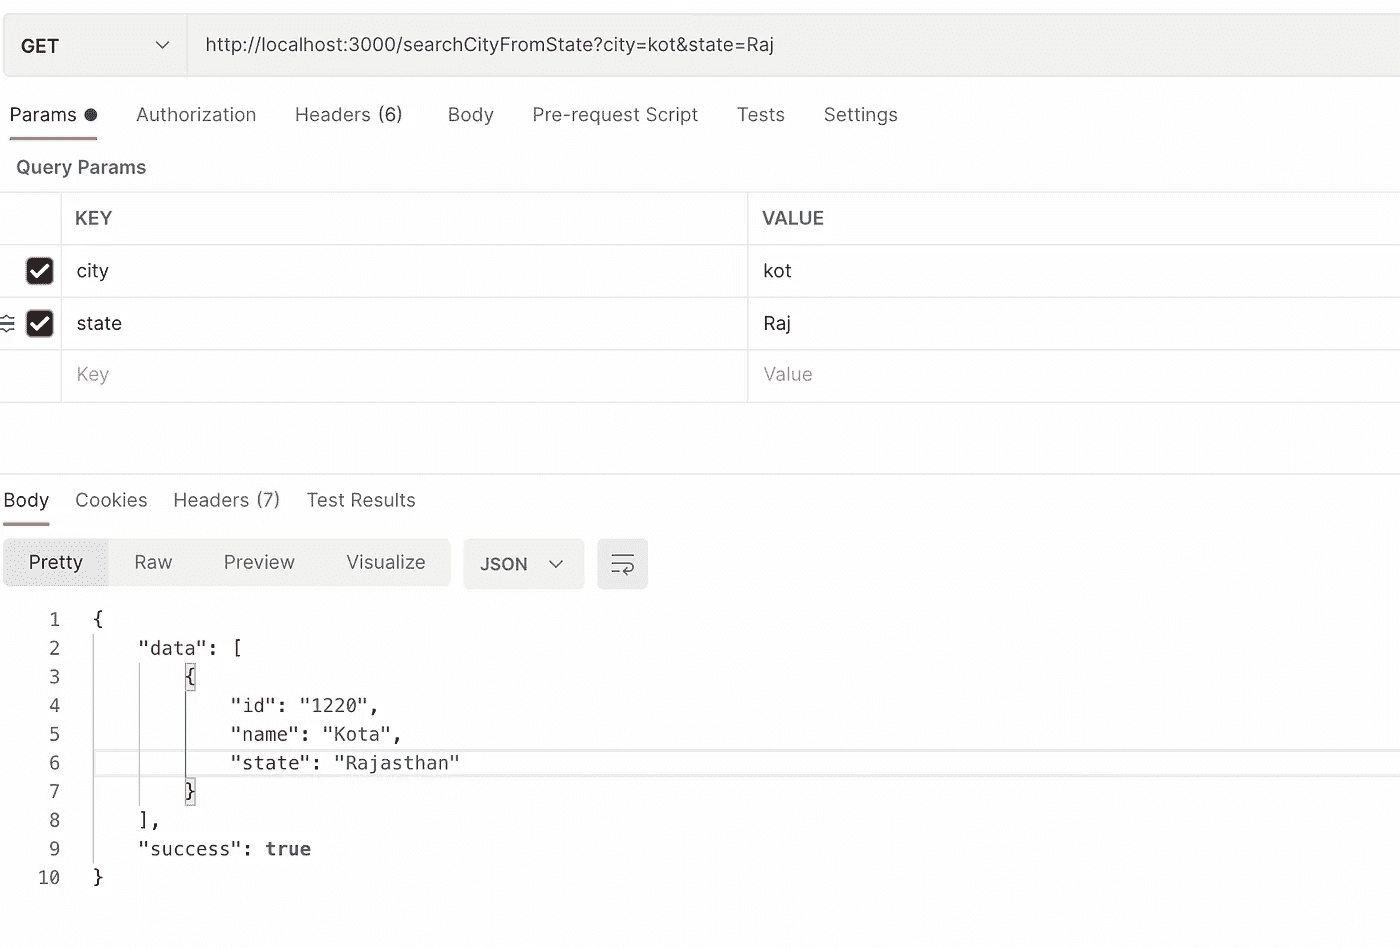 GET http://localhost:3000/searchCityFromState?city=kot&state=Raj
Params Authorization Headers (6) Body Pre-request Script Tests Settings
Query Params
KEY VALUE
city kot
state Raj
Key Value
Body Cookies Headers (7) Test Results
Pretty Raw Preview Visualize JSON
1 {
2 "data": [
3 {
4 "id": "1220",
5 "name": "Kota",
6 "state": "Rajasthan"
7 }
8 ],
9 "success": true
10 }